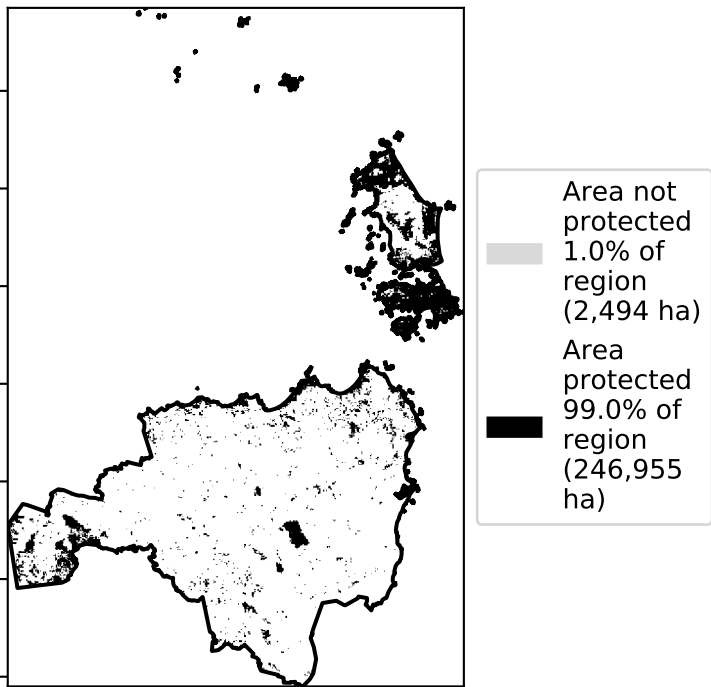 Area not
protected
1.0% of
region
(2,494 ha)
Area
protected
99.0% of
region
(246,955
ha)